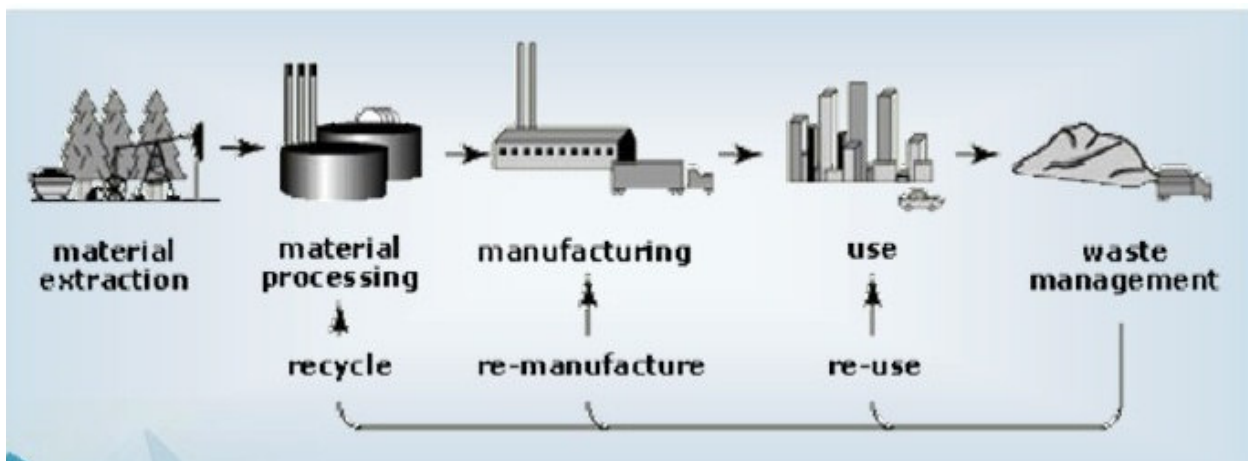 material
extraction
material
processing
manufacturing
use
waste
management
recycle
re-manufacture
re-use